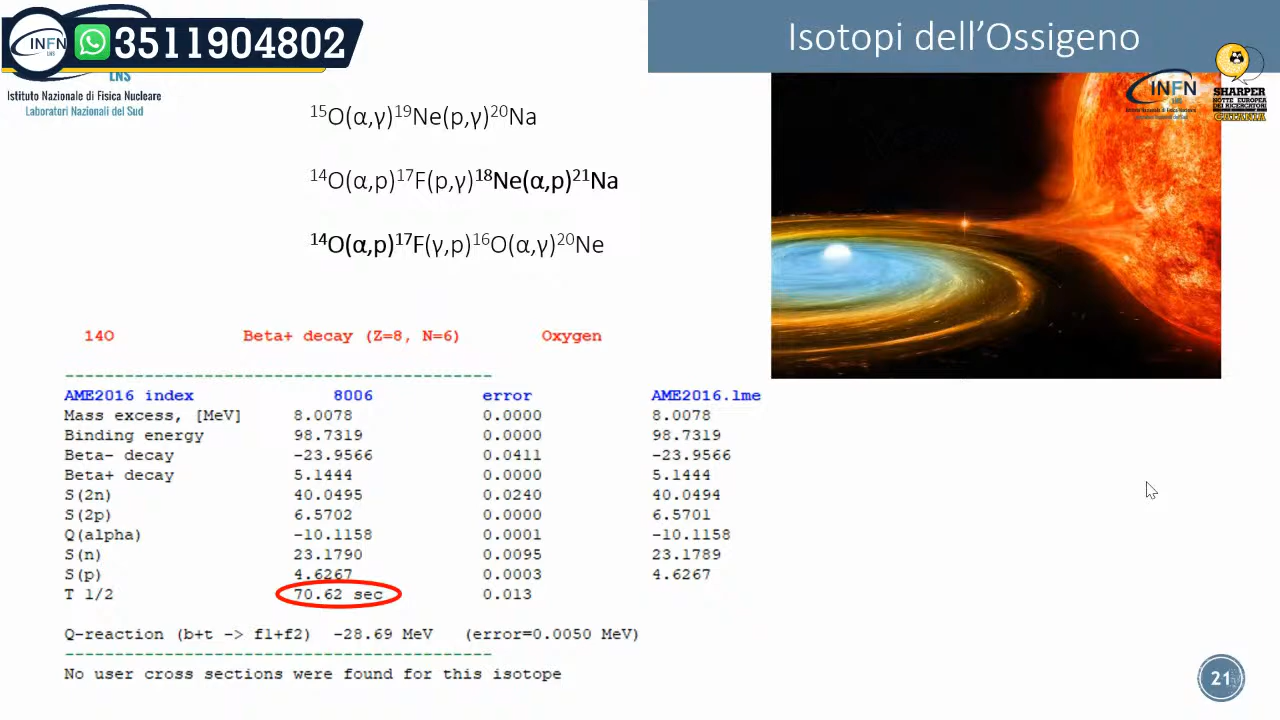 INFN
LNS
3511904802
LNS
Istituto Nazionale di Fisica Nucleare
Laboratori Nazionali del Sud
Isotopi dell’Ossigeno
INFN
SHARPER
NOTTE EUROPEA
CATANIA
¹⁵O(α,γ)¹⁹Ne(p,γ)²⁰Na
¹⁴O(α,p)¹⁷F(p,γ)¹⁸Ne(α,p)²¹Na
¹⁴O(α,p)¹⁷F(γ,p)¹⁶O(α,γ)²⁰Ne
14O Beta+ decay (Z=8, N=6) Oxygen
-------------------------------------------
AME2016 index 8006 error AME2016.lme
Mass excess, [MeV] 8.0078 0.0000 8.0078
Binding energy 98.7319 0.0000 98.7319
Beta- decay -23.9566 0.0411 -23.9566
Beta+ decay 5.1444 0.0000 5.1444
S(2n) 40.0495 0.0240 40.0494
S(2p) 6.5702 0.0000 6.5701
Q(alpha) -10.1158 0.0001 -10.1158
S(n) 23.1790 0.0095 23.1789
S(p) 4.6267 0.0003 4.6267
T 1/2 70.62 sec 0.013
Q-reaction (b+t -> f1+f2) -28.69 MeV (error=0.0050 MeV)
-------------------------------------------
No user cross sections were found for this isotope
21